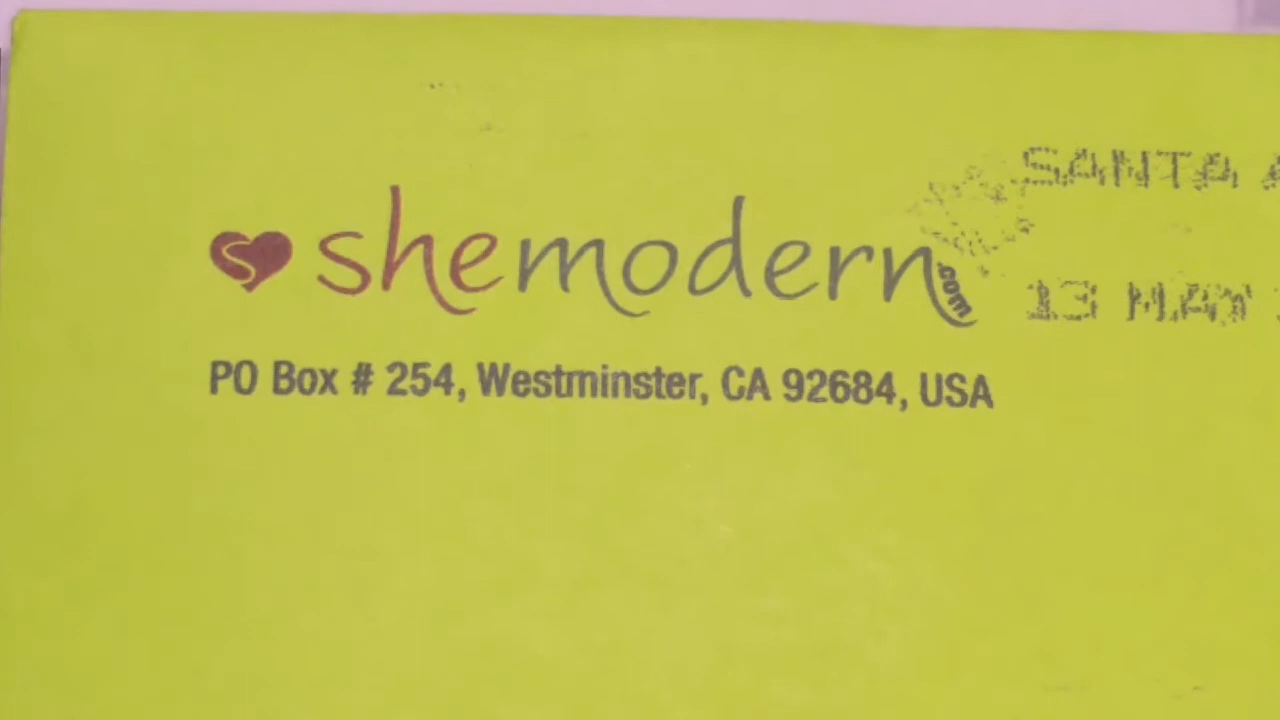 SANTA
S shemodern.com
13 MAY
PO Box # 254, Westminster, CA 92684, USA